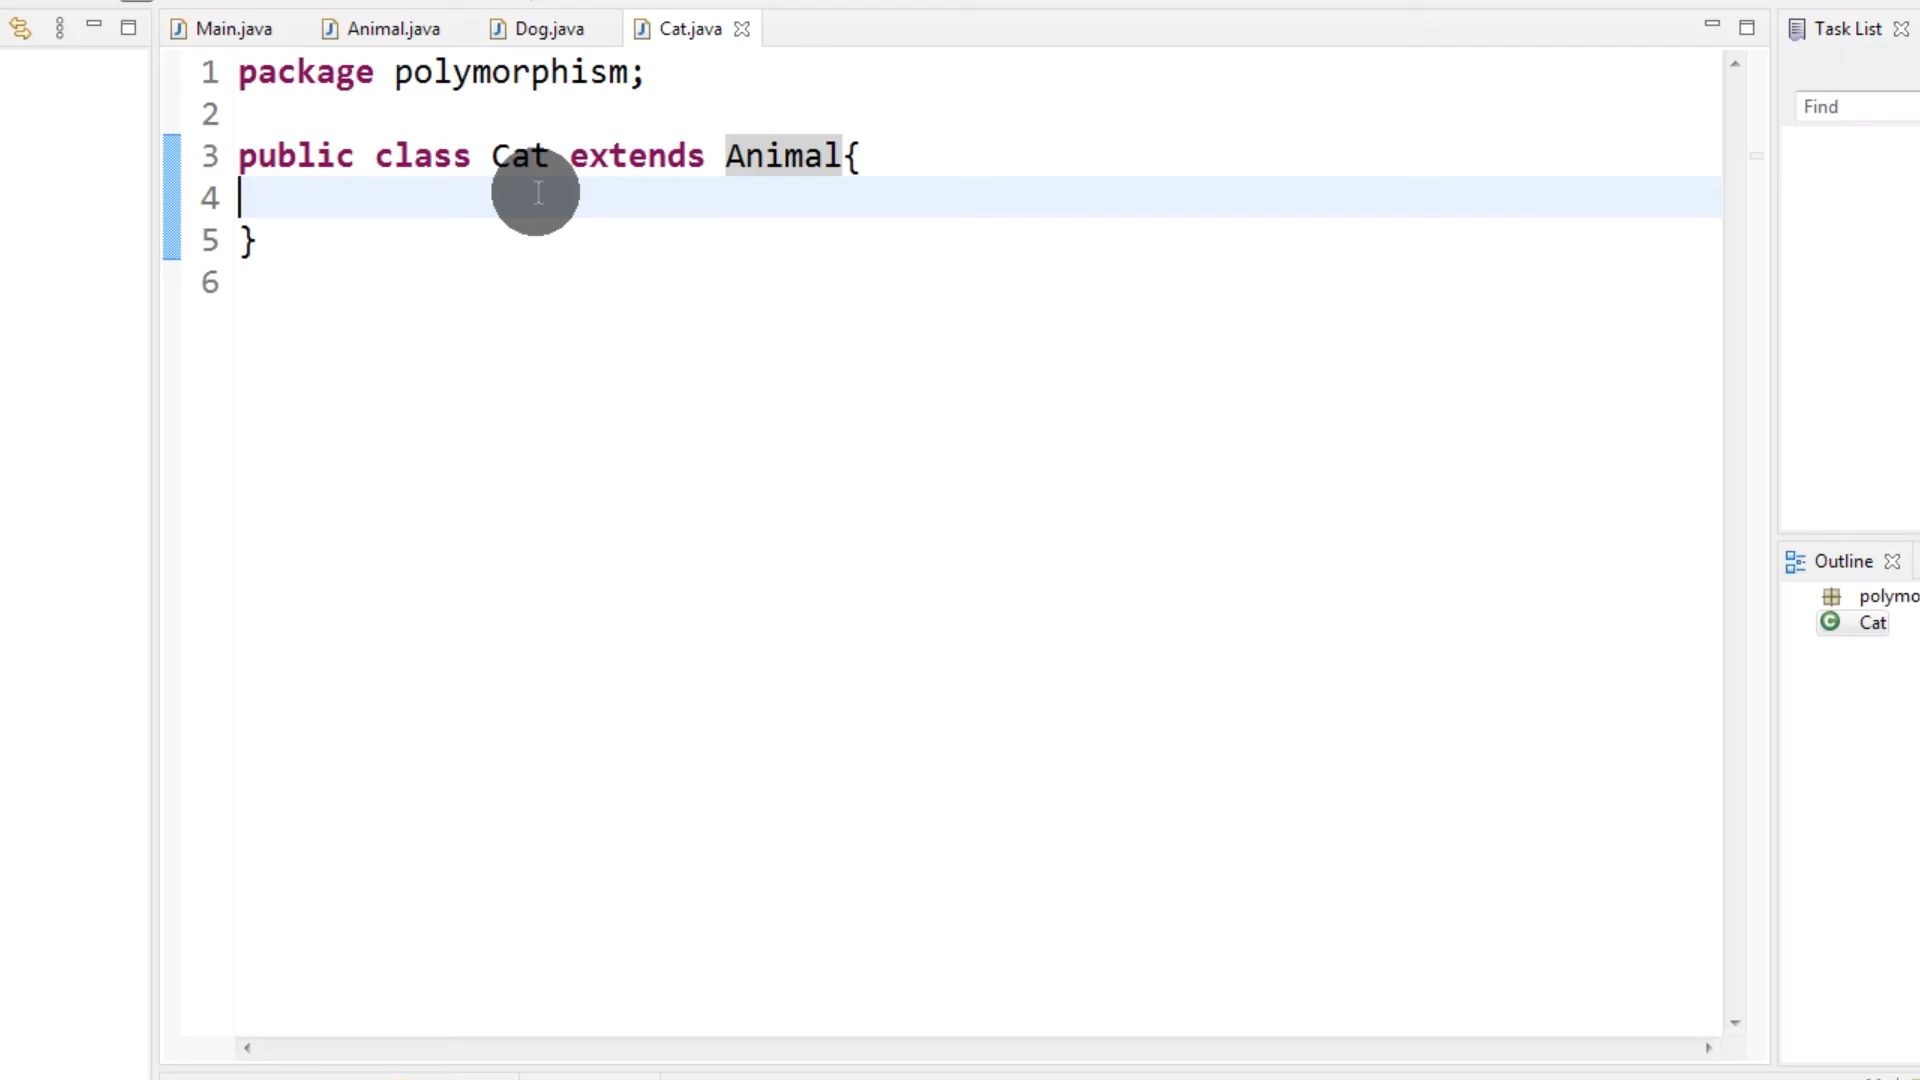 Main.java Animal.java Dog.java Cat.java
Task List
Find
1 package polymorphism;
2
3 public class Cat extends Animal{
4
5 }
6
Outline
polymo
Cat